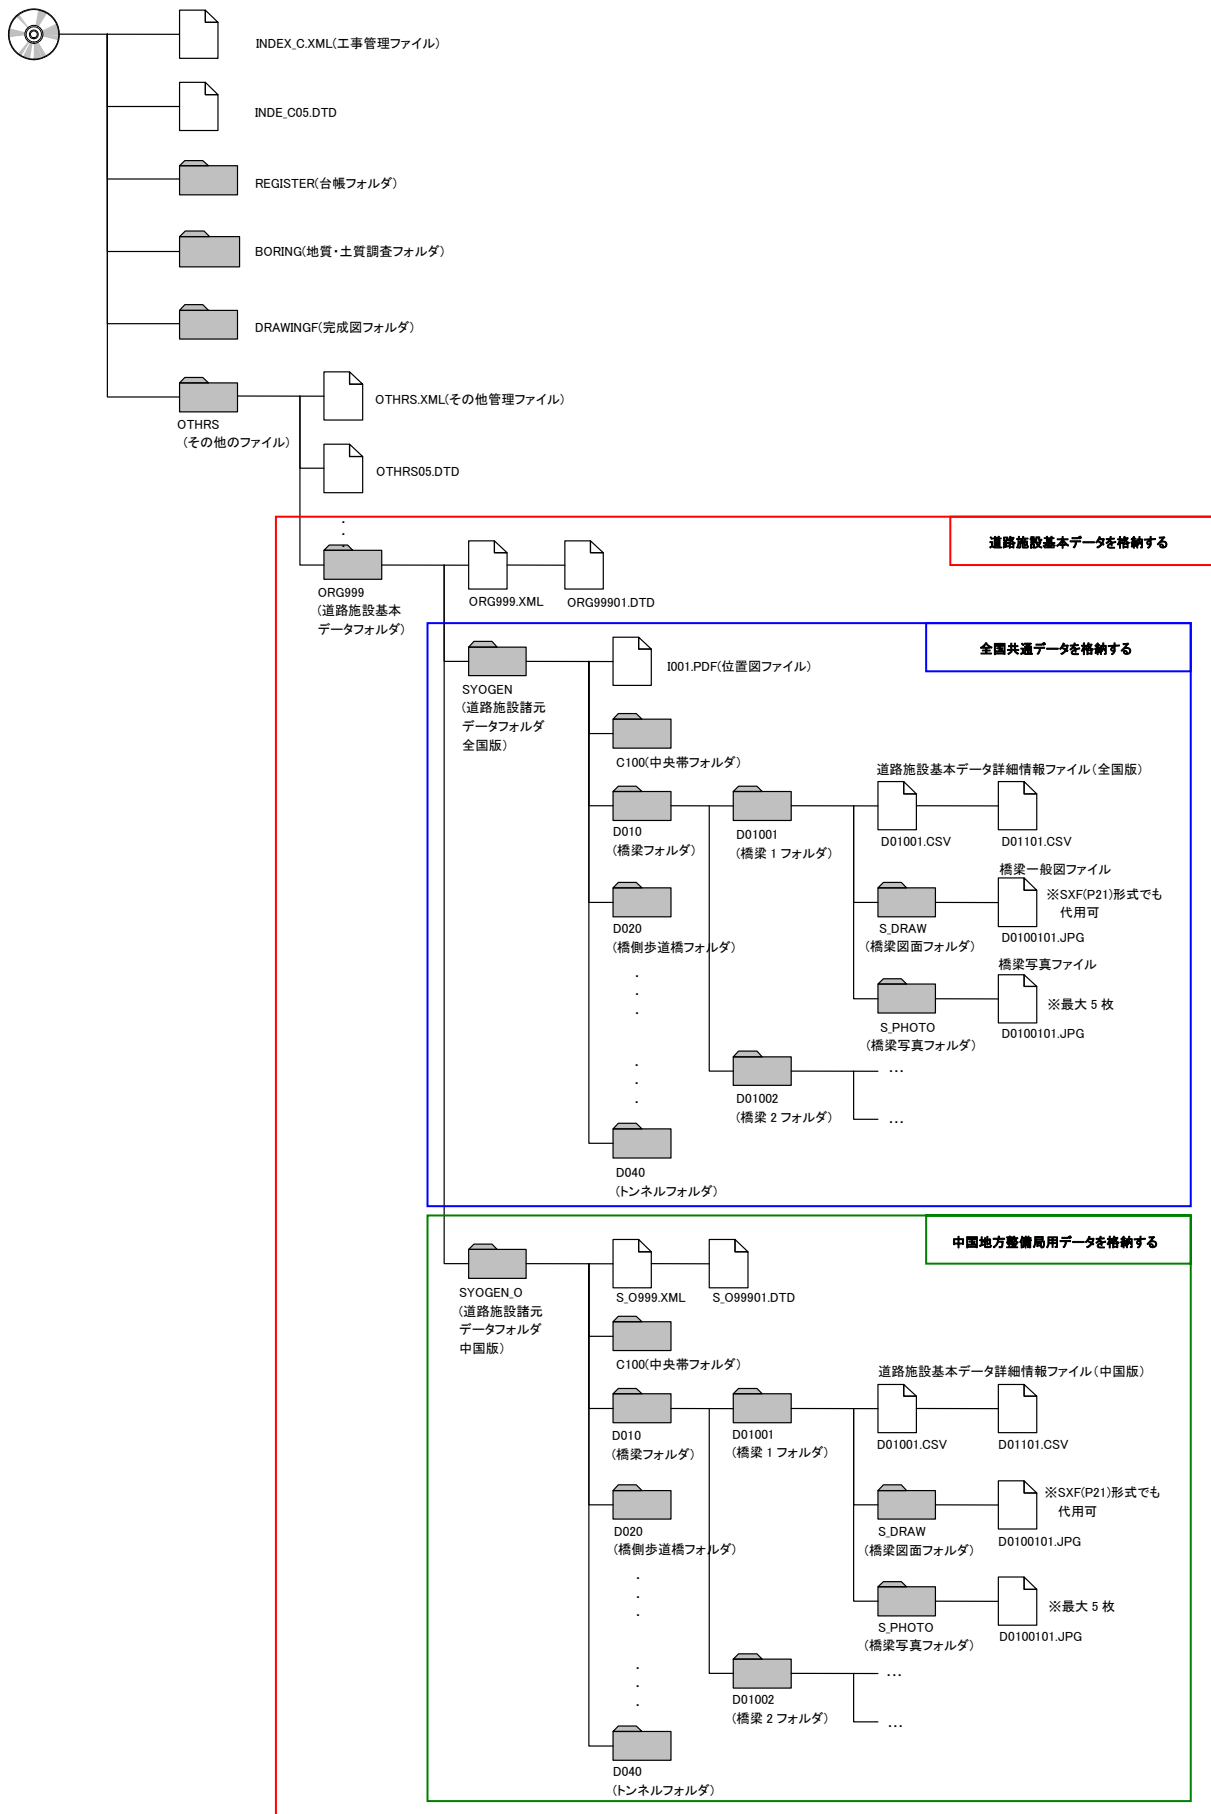 INDEX_C.XML(工事管理ファイル)
INDE_C05.DTD
REGISTER(台帳フォルダ)
BORING(地質・土質調査フォルダ)
DRAWINGF(完成図フォルダ)
OTHRS
(その他のファイル)
OTHRS.XML(その他管理ファイル)
OTHRS05.DTD
道路施設基本データを格納する
ORG999
(道路施設基本
データフォルダ)
ORG999.XML
ORG99901.DTD
全国共通データを格納する
SYOGEN
(道路施設諸元
データフォルダ
全国版)
I001.PDF(位置図ファイル)
C100(中央帯フォルダ)
道路施設基本データ詳細情報ファイル(全国版)
D010
(橋梁フォルダ)
D01001
(橋梁 1 フォルダ)
D01001.CSV
D01101.CSV
橋梁一般図ファイル
※SXF(P21)形式でも
代用可
D020
(橋側歩道橋フォルダ)
S_DRAW
(橋梁図面フォルダ)
D0100101.JPG
橋梁写真ファイル
※最大 5 枚
S_PHOTO
(橋梁写真フォルダ)
D0100101.JPG
D01002
(橋梁 2 フォルダ)
…
…
D040
(トンネルフォルダ)
中国地方整備局用データを格納する
SYOGEN_O
(道路施設諸元
データフォルダ
中国版)
S_O999.XML
S_O99901.DTD
C100(中央帯フォルダ)
道路施設基本データ詳細情報ファイル(中国版)
D010
(橋梁フォルダ)
D01001
(橋梁 1 フォルダ)
D01001.CSV
D01101.CSV
※SXF(P21)形式でも
代用可
D020
(橋側歩道橋フォルダ)
S_DRAW
(橋梁図面フォルダ)
D0100101.JPG
※最大 5 枚
S_PHOTO
(橋梁写真フォルダ)
D0100101.JPG
D01002
(橋梁 2 フォルダ)
…
…
D040
(トンネルフォルダ)